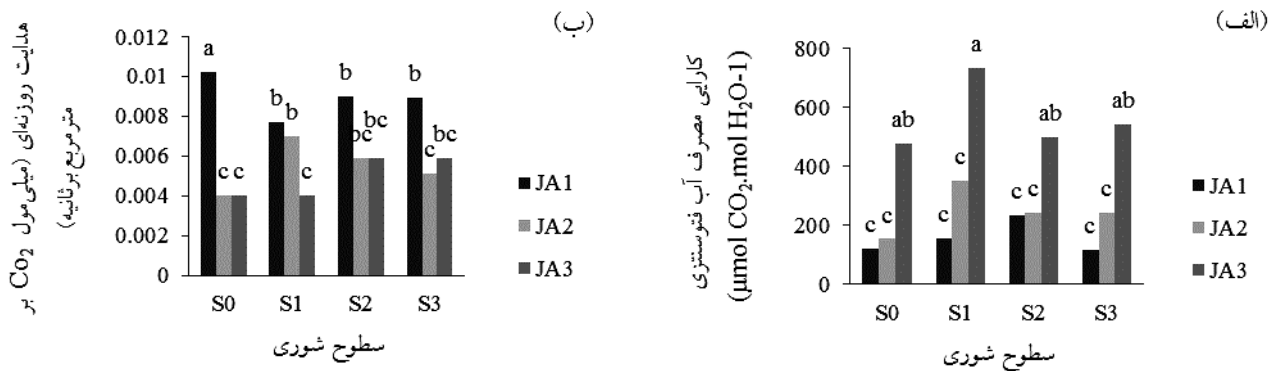 (الف)
کارایی مصرف آب فتوسنتزی
(µmol CO₂.mol H₂O-1)
800
600
400
200
0
c c ab
c c a
c c ab
c c ab
S0 S1 S2 S3
سطوح شوری
JA1
JA2
JA3
(ب)
هدایت روزنه‌ای (میلی‌مول Co₂ بر
مترمربع برثانیه)
0.012
0.01
0.008
0.006
0.004
0.002
0
a c c
b b c
b bc bc
b c bc
S0 S1 S2 S3
سطوح شوری
JA1
JA2
JA3